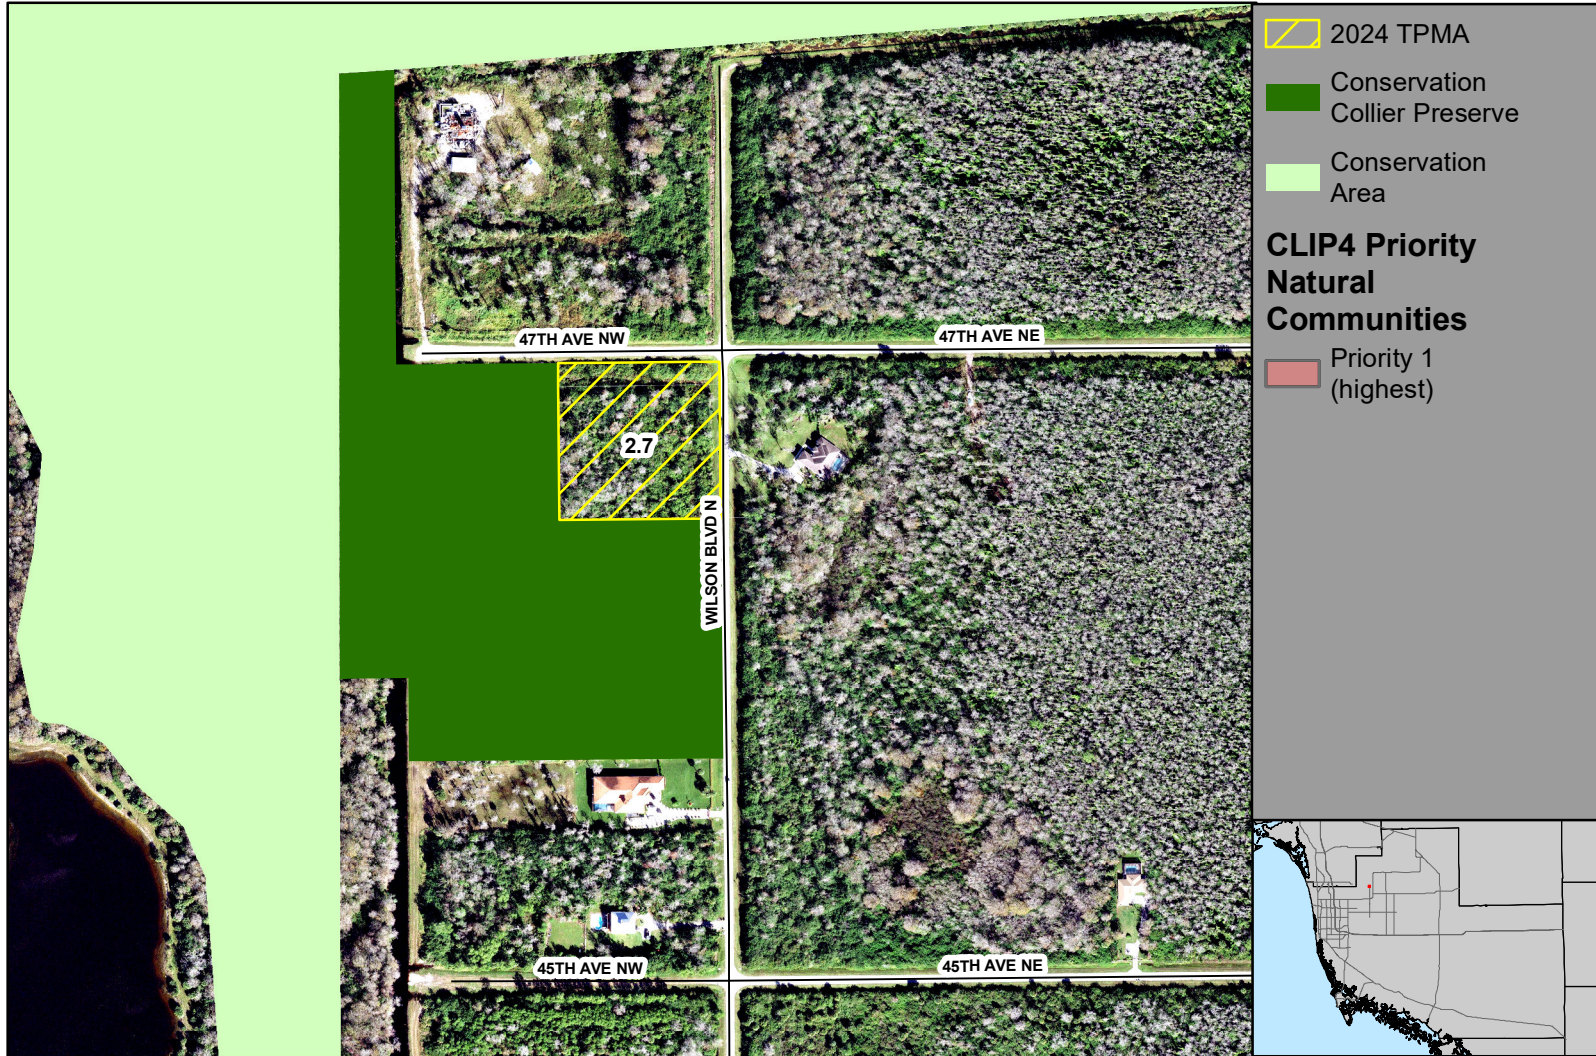 2024 TPMA
Conservation
Collier Preserve
Conservation
Area
CLIP4 Priority
Natural
Communities
Priority 1
(highest)
47TH AVE NW
47TH AVE NE
2.7
WILSON BLVD N
45TH AVE NW
45TH AVE NE